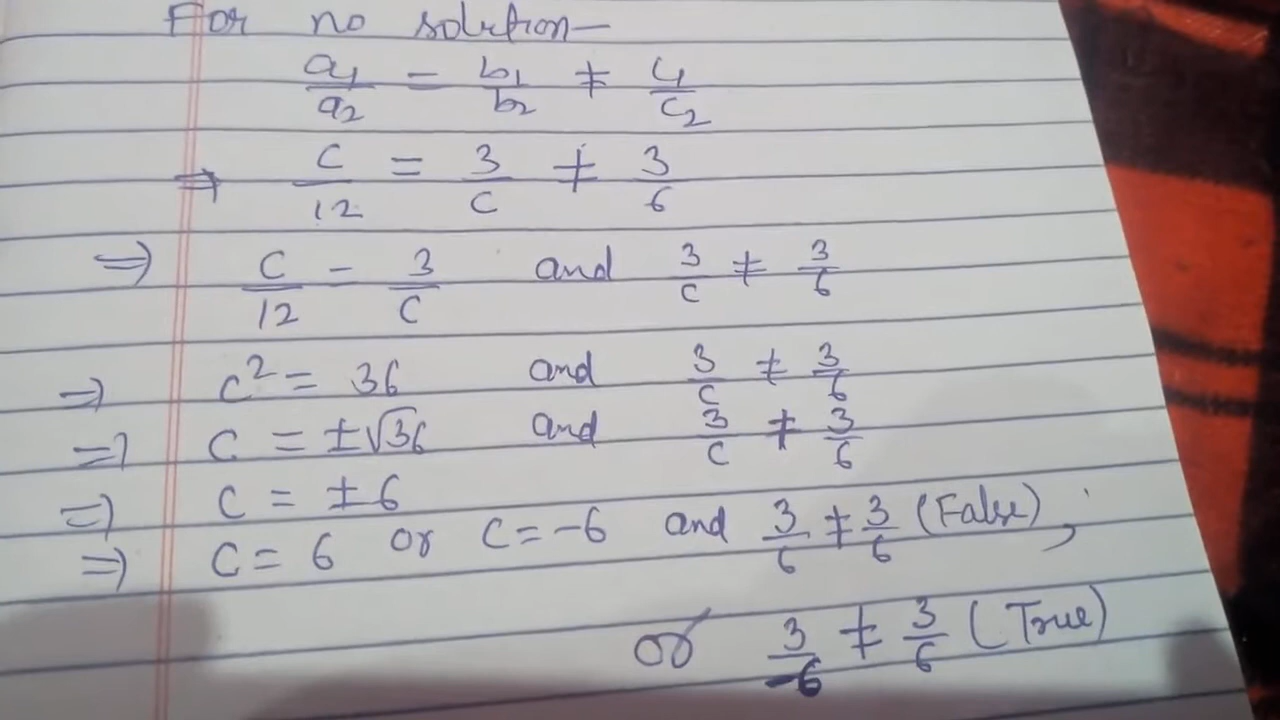 For no solution—
a₁/a₂ = b₁/b₂ ≠ c₁/c₂
⇒ c/12 = 3/c ≠ 3/6
⇒ c/12 = 3/c and 3/c ≠ 3/6
⇒ c² = 36 and 3/c ≠ 3/6
⇒ c = ±√36 and 3/c ≠ 3/6
⇒ c = ±6
⇒ c = 6 or c = -6 and 3/6 ≠ 3/6 (False),
or 3/-6 ≠ 3/6 (True)